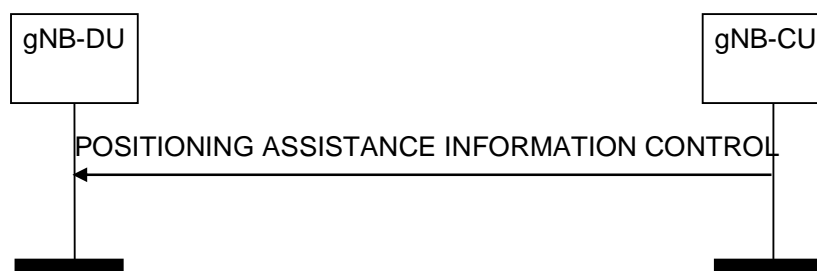 gNB-DU
gNB-CU
POSITIONING ASSISTANCE INFORMATION CONTROL